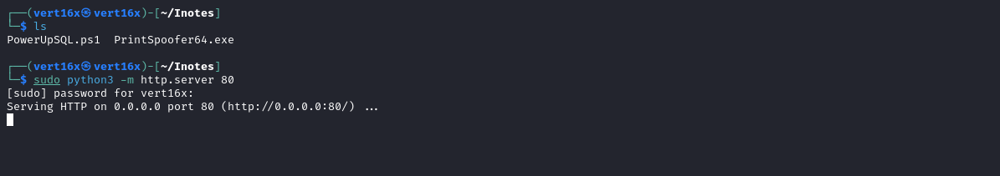 ┌──(vert16x㉿vert16x)-[~/Inotes]
└─$ ls
PowerUpSQL.ps1  PrintSpoofer64.exe
┌──(vert16x㉿vert16x)-[~/Inotes]
└─$ sudo python3 -m http.server 80
[sudo] password for vert16x:
Serving HTTP on 0.0.0.0 port 80 (http://0.0.0.0:80/) ...